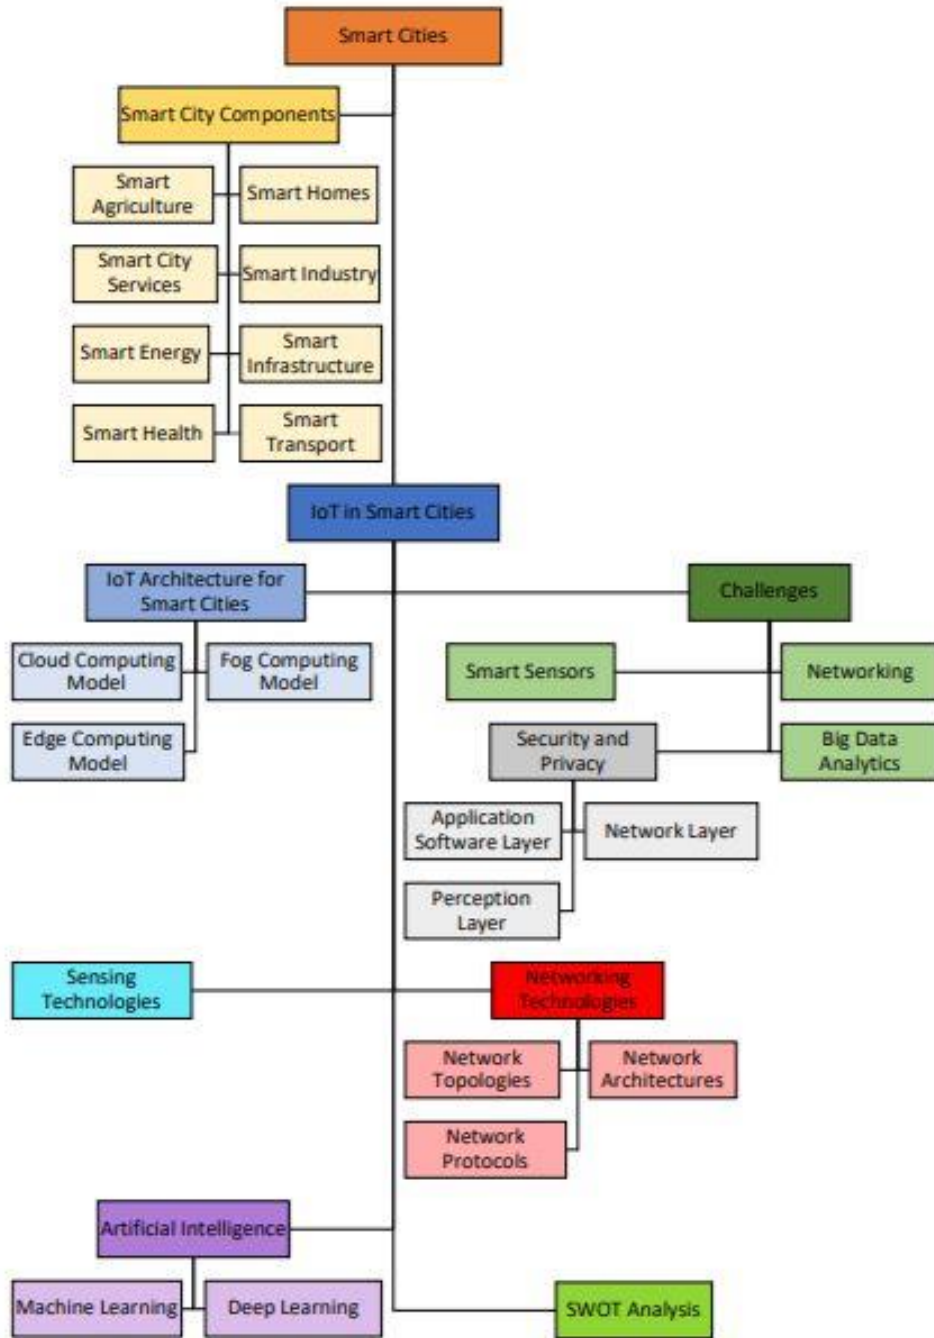 Smart Cities
Smart City Components
Smart
Agriculture
Smart Homes
Smart City
Services
Smart Industry
Smart Energy
Smart
Infrastructure
Smart Health
Smart
Transport
IoT in Smart Cities
IoT Architecture for
Smart Cities
Challenges
Cloud Computing
Model
Fog Computing
Model
Smart Sensors
Networking
Edge Computing
Model
Security and
Privacy
Big Data
Analytics
Application
Software Layer
Network Layer
Perception
Layer
Sensing
Technologies
Networking
Technologies
Network
Topologies
Network
Architectures
Network
Protocols
Artificial Intelligence
Machine Learning
Deep Learning
SWOT Analysis